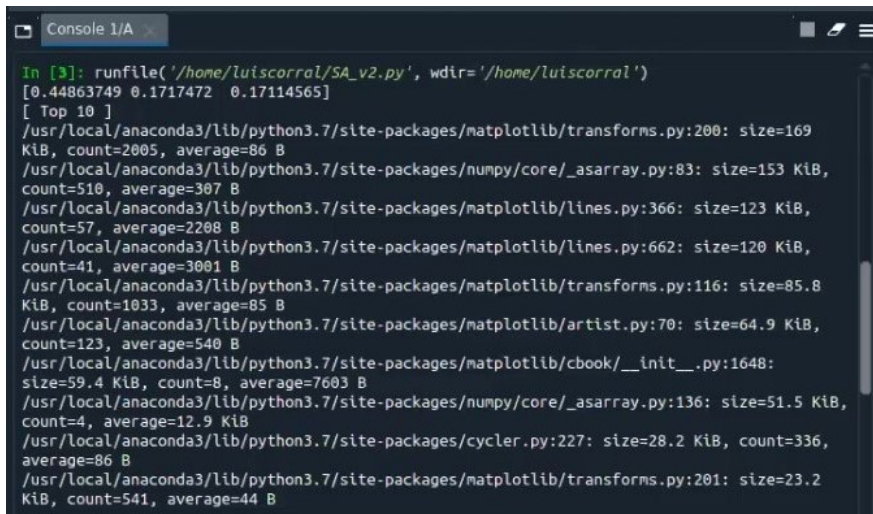 Console 1/A
In [3]: runfile('/home/luiscorral/SA_v2.py', wdir='/home/luiscorral')
[0.44863749 0.1717472  0.17114565]
[ Top 10 ]
/usr/local/anaconda3/lib/python3.7/site-packages/matplotlib/transforms.py:200: size=169
KiB, count=2005, average=86 B
/usr/local/anaconda3/lib/python3.7/site-packages/numpy/core/_asarray.py:83: size=153 KiB,
count=510, average=307 B
/usr/local/anaconda3/lib/python3.7/site-packages/matplotlib/lines.py:366: size=123 KiB,
count=57, average=2208 B
/usr/local/anaconda3/lib/python3.7/site-packages/matplotlib/lines.py:662: size=120 KiB,
count=41, average=3001 B
/usr/local/anaconda3/lib/python3.7/site-packages/matplotlib/transforms.py:116: size=85.8
KiB, count=1033, average=85 B
/usr/local/anaconda3/lib/python3.7/site-packages/matplotlib/artist.py:70: size=64.9 KiB,
count=123, average=540 B
/usr/local/anaconda3/lib/python3.7/site-packages/matplotlib/cbook/__init__.py:1648:
size=59.4 KiB, count=8, average=7603 B
/usr/local/anaconda3/lib/python3.7/site-packages/numpy/core/_asarray.py:136: size=51.5 KiB,
count=4, average=12.9 KiB
/usr/local/anaconda3/lib/python3.7/site-packages/cycler.py:227: size=28.2 KiB, count=336,
average=86 B
/usr/local/anaconda3/lib/python3.7/site-packages/matplotlib/transforms.py:201: size=23.2
KiB, count=541, average=44 B